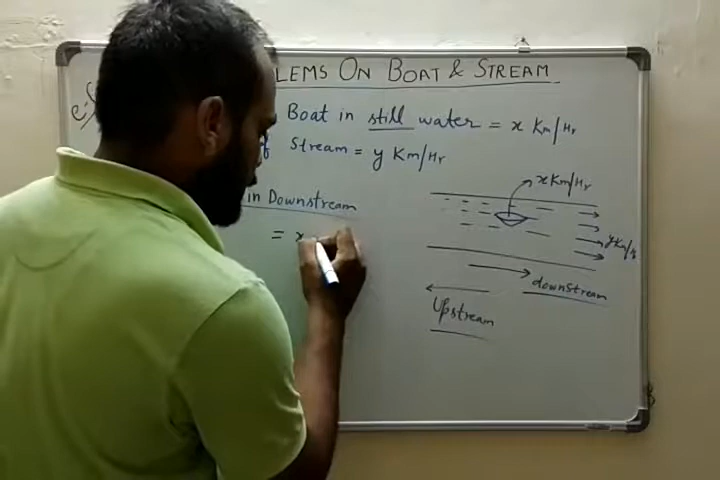 LEMS ON BOAT & STREAM
Boat in still water = x Km/Hr
Stream = y Km/Hr
in Downstream
= x
x Km/Hr
y Km/Hr
downstream
Upstream